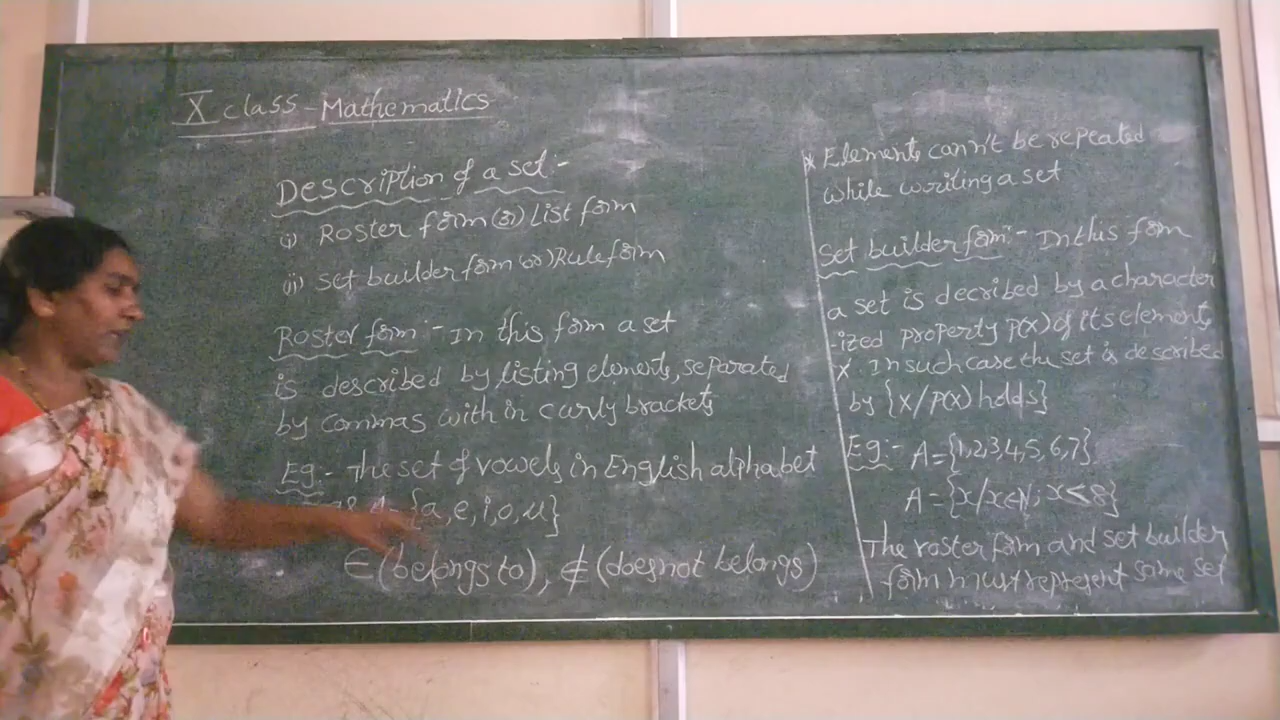 X class - Mathematics
Description of a set:-
(i) Roster form (or) List form
(ii) set builder form (or) Rule form
Roster form:- In this form a set
is described by listing elements, separated
by commas with in curly brackets
Eg:- The set of vowels in English alphabet
A={a,e,i,o,u}
∈(belongs to), ∉(does not belongs)
* Elements cann't be repeated
while writing a set
Set builder form:- In this form
a set is decribed by a character
-ized property P(x) of its elements
* In such case the set is described
by {x/P(x) holds}
Eg:- A={1,2,3,4,5,6,7}
A={x/x∈N; x<8}
The roster form and set builder
form must represent same set